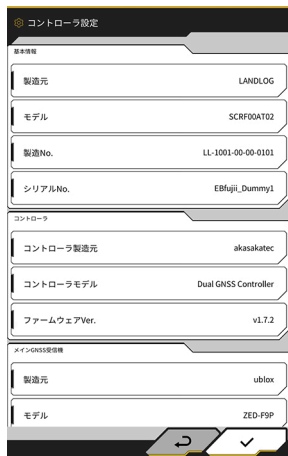 コントローラ設定
基本情報
製造元 LANDLOG
モデル SCRF00AT02
製造No. LL-1001-00-00-0101
シリアルNo. EBfujii_Dummy1
コントローラ
コントローラ製造元 akasakatec
コントローラモデル Dual GNSS Controller
ファームウェアVer. v1.7.2
メインGNSS受信機
製造元 ublox
モデル ZED-F9P